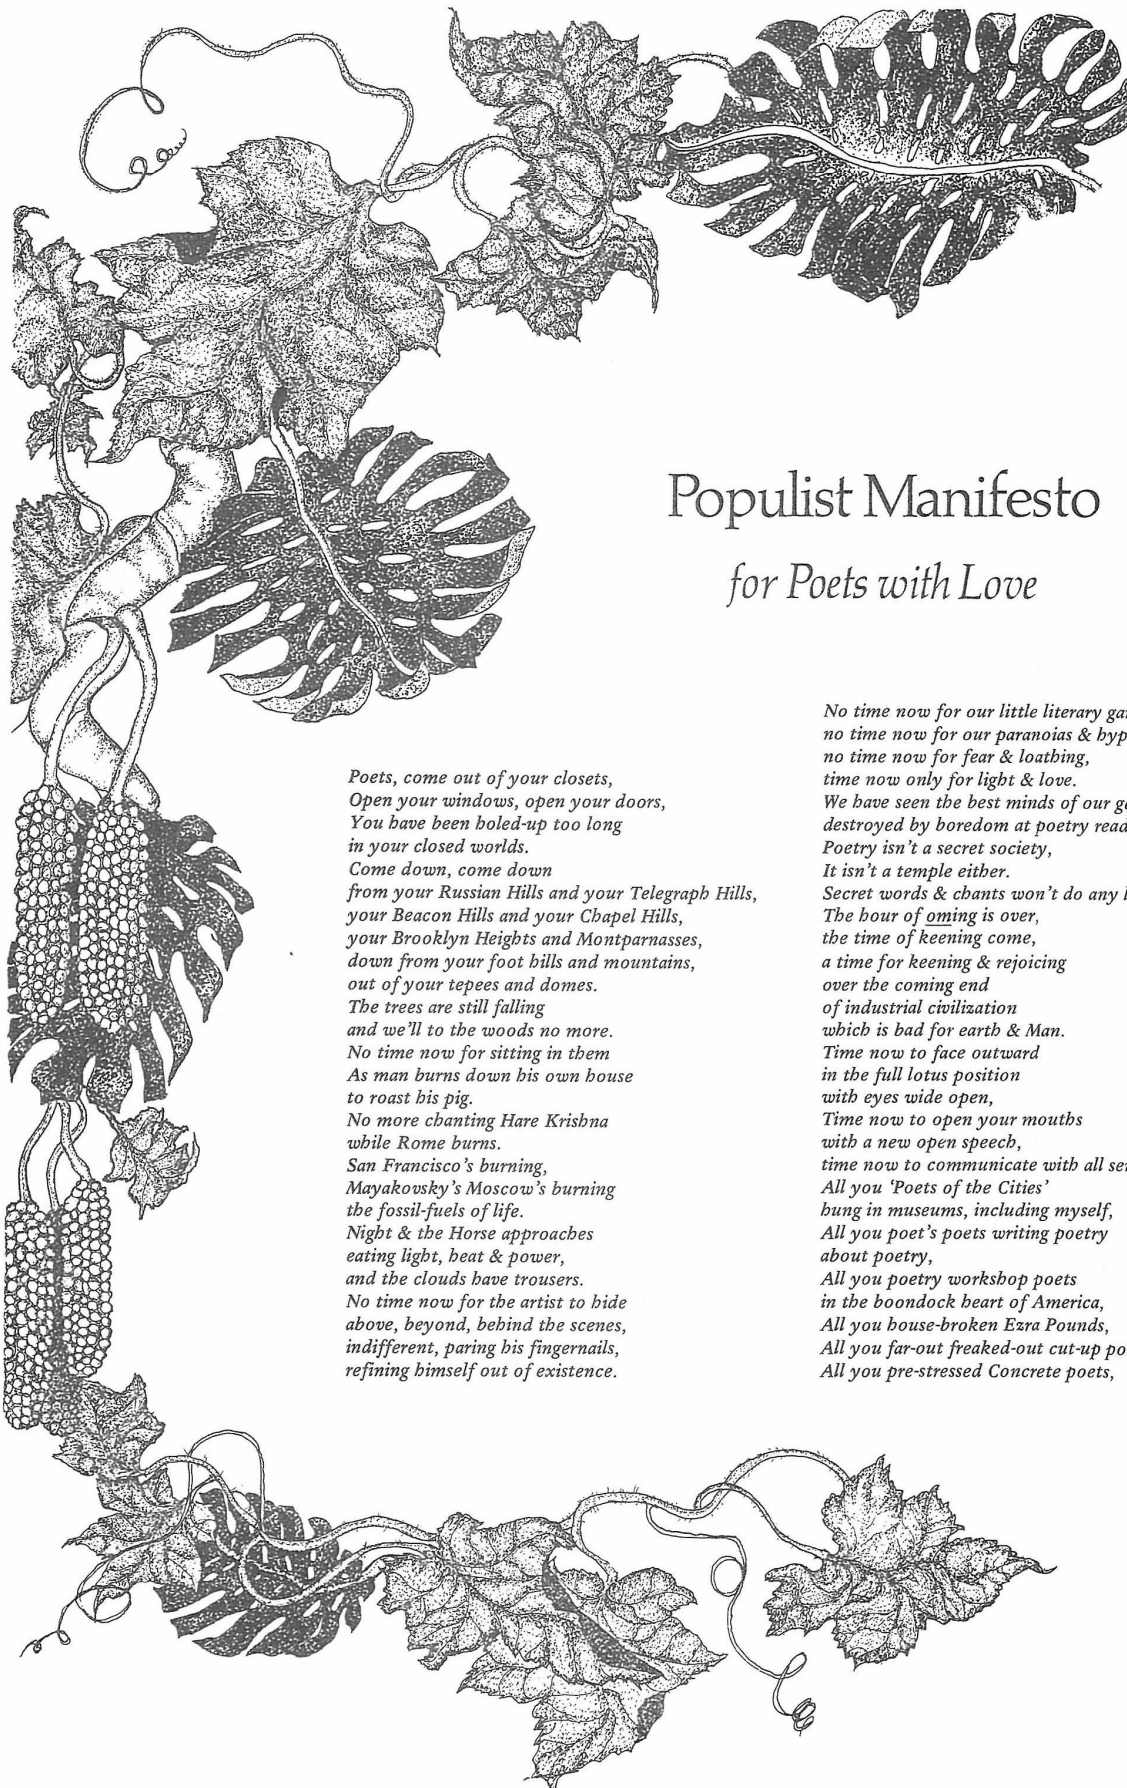 Populist Manifesto
for Poets with Love
Poets, come out of your closets,
Open your windows, open your doors,
You have been holed-up too long
in your closed worlds.
Come down, come down
from your Russian Hills and your Telegraph Hills,
your Beacon Hills and your Chapel Hills,
your Brooklyn Heights and Montparnasses,
down from your foot hills and mountains,
out of your tepees and domes.
The trees are still falling
and we'll to the woods no more.
No time now for sitting in them
As man burns down his own house
to roast his pig.
No more chanting Hare Krishna
while Rome burns.
San Francisco's burning,
Mayakovsky's Moscow's burning
the fossil-fuels of life.
Night & the Horse approaches
eating light, heat & power,
and the clouds have trousers.
No time now for the artist to hide
above, beyond, behind the scenes,
indifferent, paring his fingernails,
refining himself out of existence.
No time now for our little literary
no time now for our paranoias &
no time now for fear & loathing,
time now only for light & love.
We have seen the best minds of our
destroyed by boredom at poetry
Poetry isn't a secret society,
It isn't a temple either.
Secret words & chants won't do any
The hour of oming is over,
the time of keening come,
a time for keening & rejoicing
over the coming end
of industrial civilization
which is bad for earth & Man.
Time now to face outward
in the full lotus position
with eyes wide open,
Time now to open your mouths
with a new open speech,
time now to communicate with all
All you 'Poets of the Cities'
hung in museums, including myself,
All you poet's poets writing poetry
about poetry,
All you poetry workshop poets
in the boondock heart of America,
All you house-broken Ezra Pounds,
All you far-out freaked-out cut-up
All you pre-stressed Concrete poets,